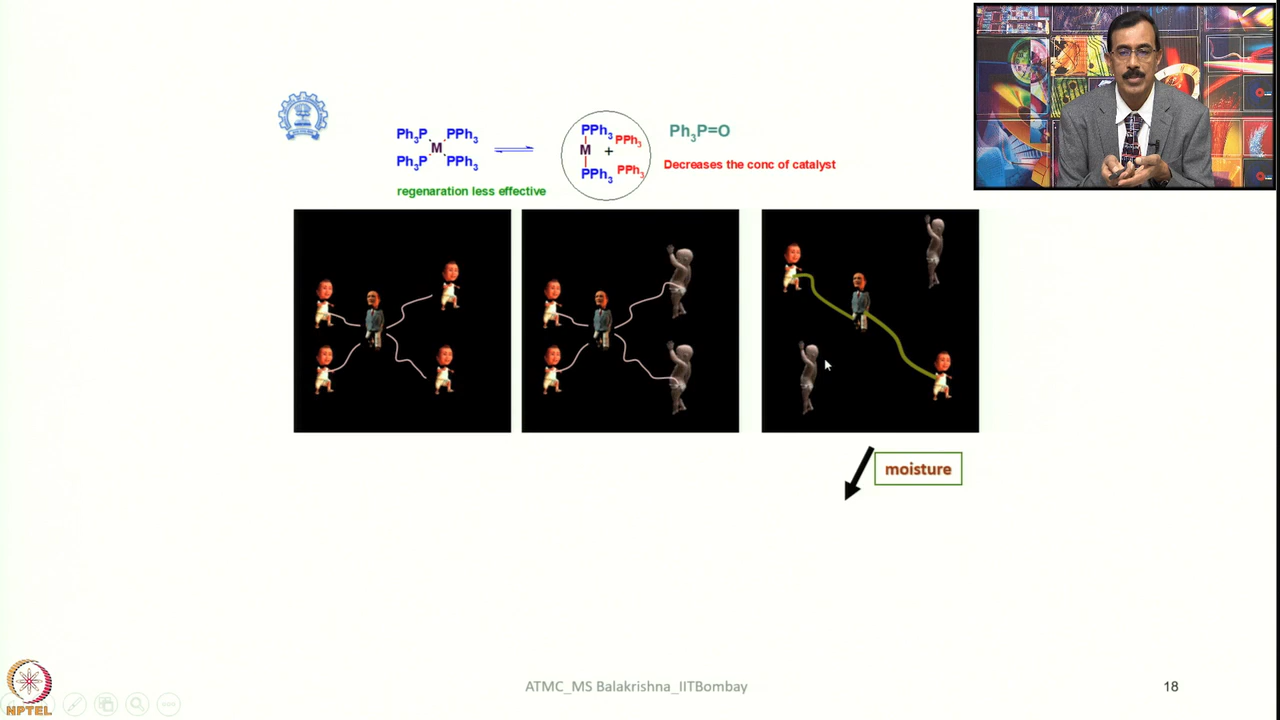 Ph3P PPh3
M
Ph3P PPh3
regenaration less effective
PPh3 PPh3
M +
PPh3 PPh3
Ph3P=O
Decreases the conc of catalyst
moisture
ATMC_MS Balakrishna_IITBombay
18
NPTEL